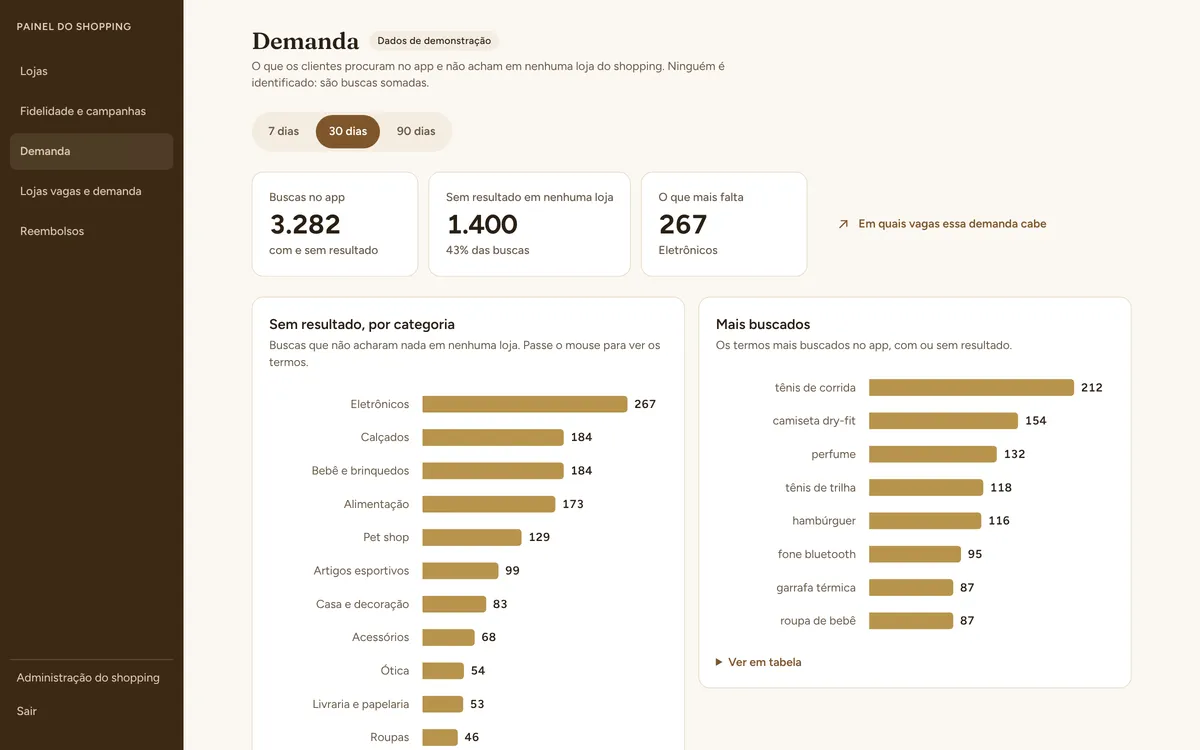 PAINEL DO SHOPPING
Lojas
Fidelidade e campanhas
Demanda
Lojas vagas e demanda
Reembolsos
Administração do shopping
Sair
Demanda
Dados de demonstração
O que os clientes procuram no app e não acham em nenhuma loja do shopping. Ninguém é
identificado: são buscas somadas.
7 dias
30 dias
90 dias
Buscas no app
3.282
com e sem resultado
Sem resultado em nenhuma loja
1.400
43% das buscas
O que mais falta
267
Eletrônicos
Em quais vagas essa demanda cabe
Sem resultado, por categoria
Buscas que não acharam nada em nenhuma loja. Passe o mouse para ver os
termos.
Eletrônicos 267
Calçados 184
Bebê e brinquedos 184
Alimentação 173
Pet shop 129
Artigos esportivos 99
Casa e decoração 83
Acessórios 68
Ótica 54
Livraria e papelaria 53
Roupas 46
Mais buscados
Os termos mais buscados no app, com ou sem resultado.
tênis de corrida 212
camiseta dry-fit 154
perfume 132
tênis de trilha 118
hambúrguer 116
fone bluetooth 95
garrafa térmica 87
roupa de bebê 87
Ver em tabela